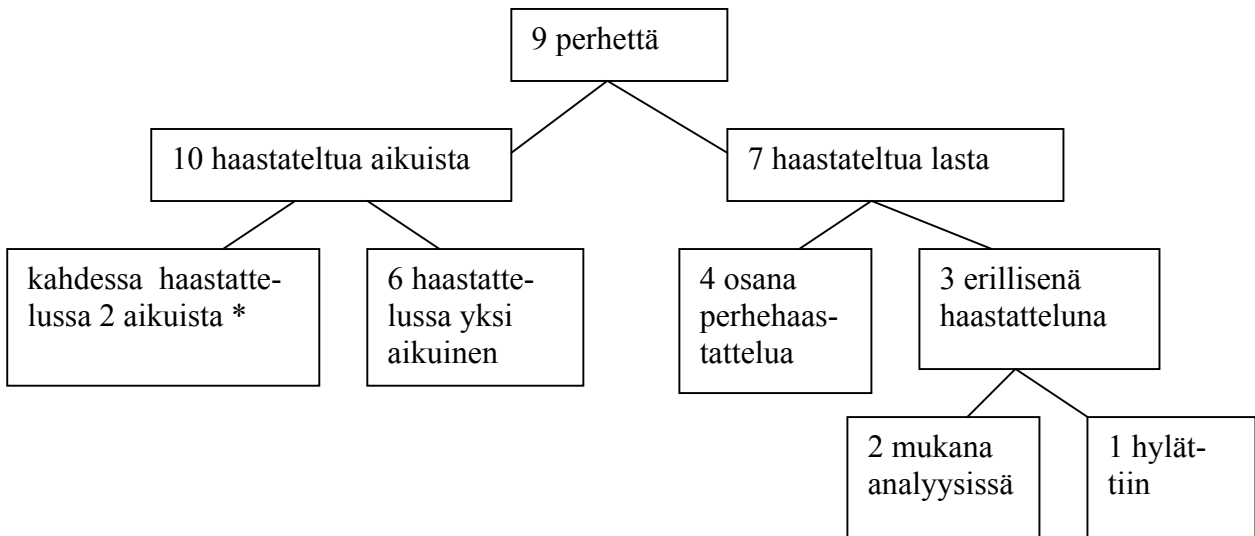 9 perhettä
10 haastateltua aikuista
7 haastateltua lasta
kahdessa haastatte-
lussa 2 aikuista *
6 haastatte-
lussa yksi
aikuinen
4 osana
perhehaas-
tattelua
3 erillisenä
haastatteluna
2 mukana
analyysissä
1 hylät-
tiin